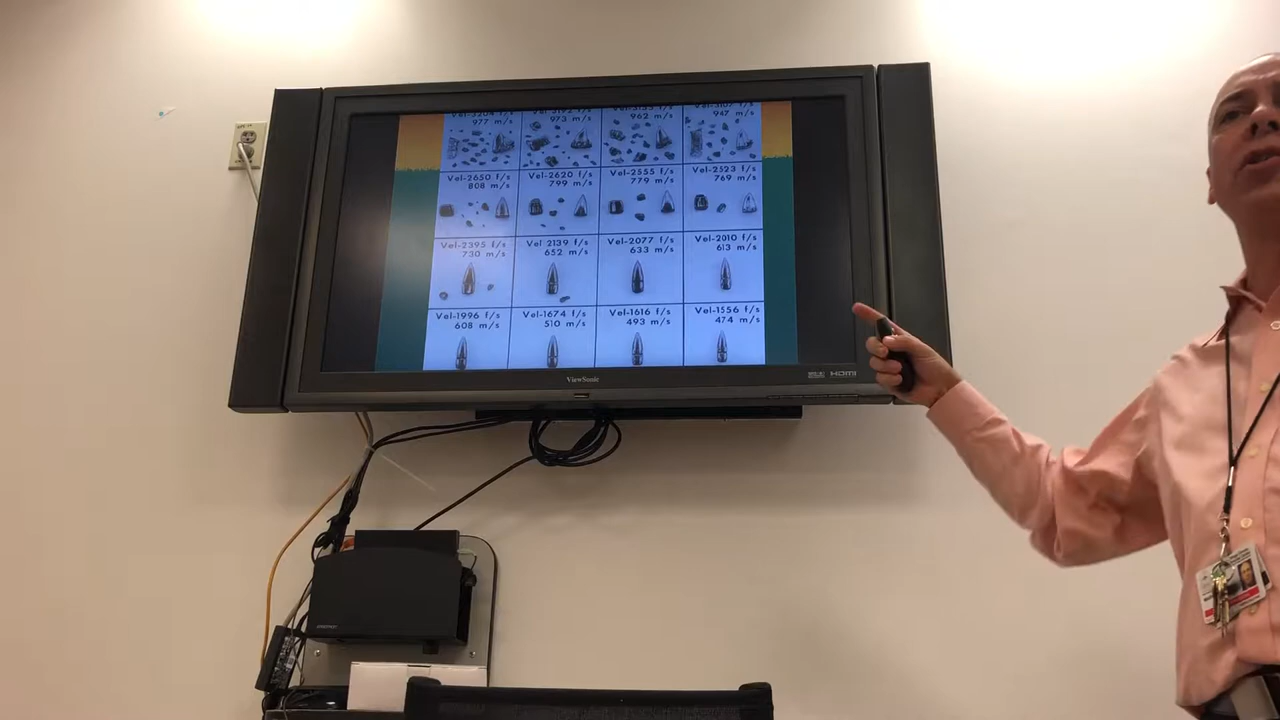 977 m/s 973 m/s 962 m/s 947 m/s
Vel-2650 f/s Vel-2620 f/s Vel-2555 f/s Vel-2523 f/s
808 m/s 799 m/s 779 m/s 769 m/s
Vel-2395 f/s Vel 2139 f/s Vel-2077 f/s Vel-2010 f/s
730 m/s 652 m/s 633 m/s 613 m/s
Vel-1996 f/s Vel-1674 f/s Vel-1616 f/s Vel-1556 f/s
608 m/s 510 m/s 493 m/s 474 m/s
ViewSonic
HDMI